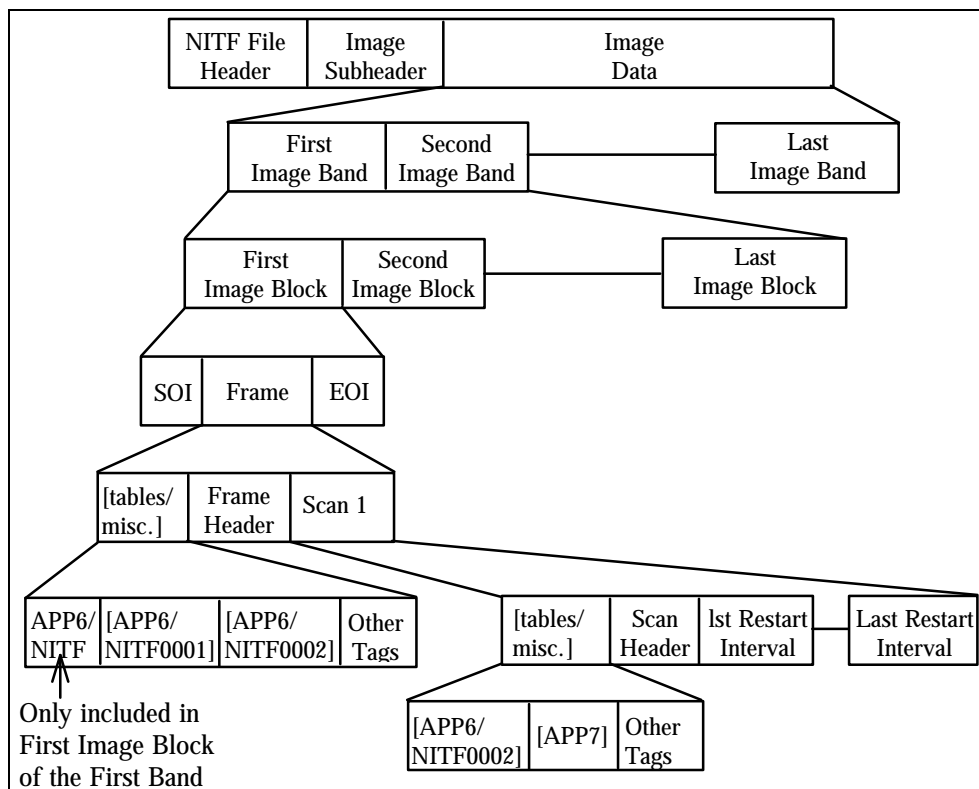 NITF File
Header
Image
Subheader
Image
Data
First
Image Band
Second
Image Band
Last
Image Band
First
Image Block
Second
Image Block
Last
Image Block
SOI
Frame
EOI
[tables/
misc.]
Frame
Header
Scan 1
APP6/
NITF
[APP6/
NITF0001]
[APP6/
NITF0002]
Other
Tags
[tables/
misc.]
Scan
Header
lst Restart
Interval
Last Restart
Interval
Only included in
First Image Block
of the First Band
[APP6/
NITF0002]
[APP7]
Other
Tags